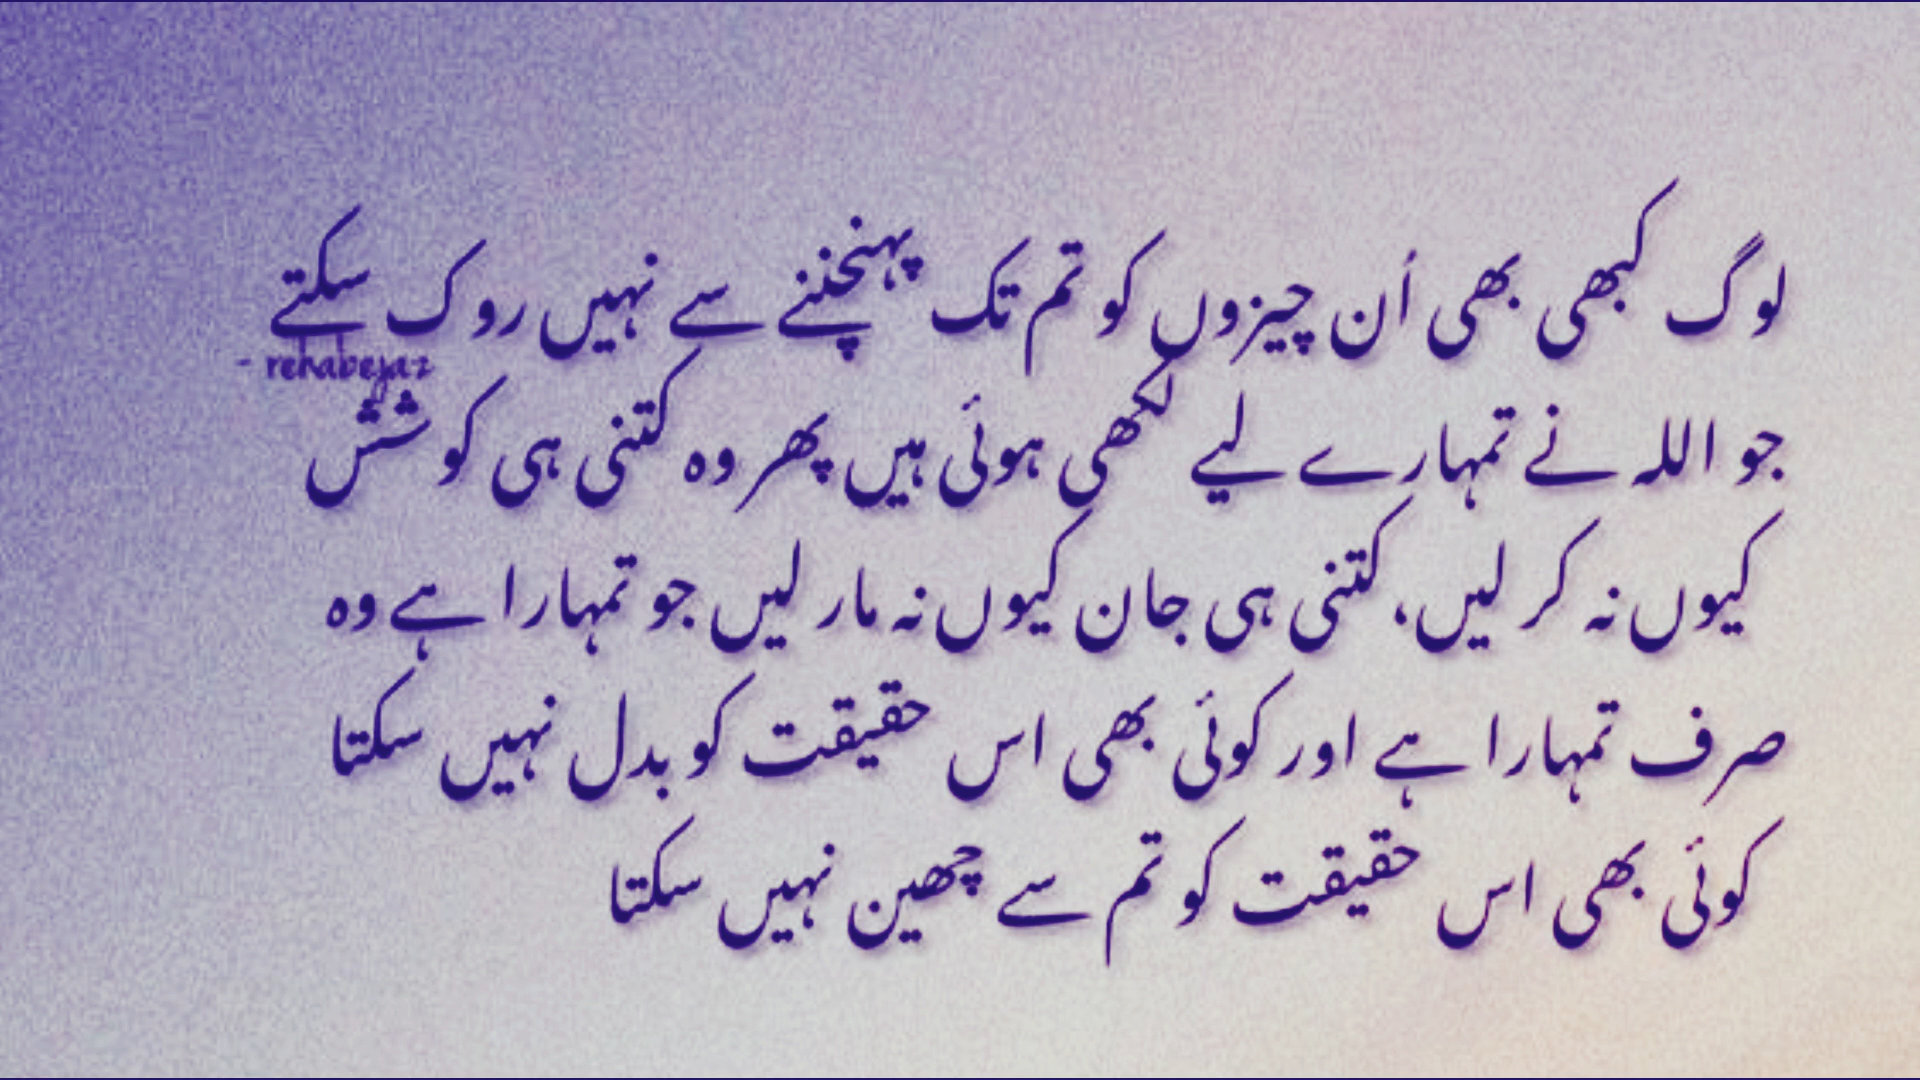 لوگ کبھی بھی اُن چیزوں کو تم تک پہنچنے سے نہیں روک سکتے
- rehabejaz
جو اللہ نے تمہارے لیے لکھی ہوئی ہیں پھر وہ کتنی ہی کوشش
کیوں نہ کر لیں، کتنی ہی جان کیوں نہ مار لیں جو تمہارا ہے وہ
صرف تمہارا ہے اور کوئی بھی اس حقیقت کو بدل نہیں سکتا
کوئی بھی اس حقیقت کو تم سے چھین نہیں سکتا